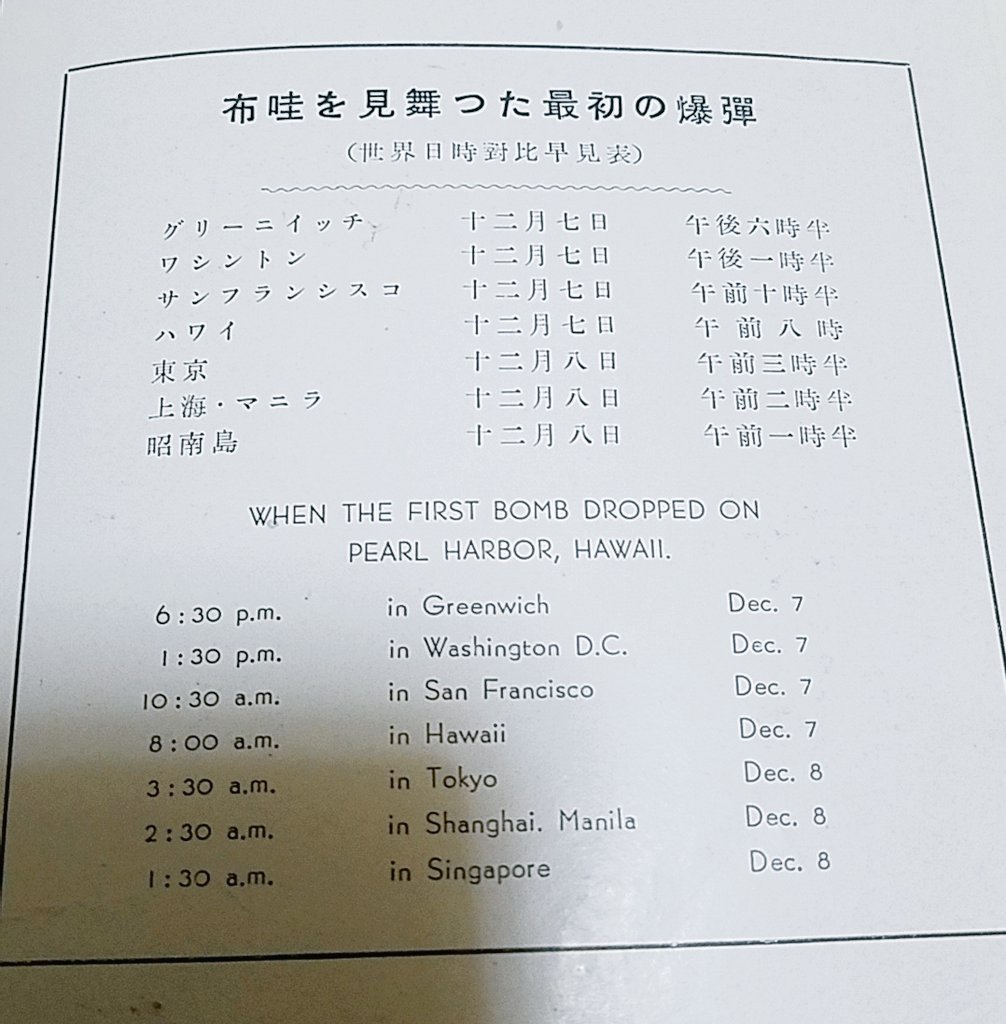 布哇を見舞つた最初の爆彈
(世界日時對比早見表)
グリーニイッチ 十二月七日 午後六時半
ワシントン 十二月七日 午後一時半
サンフランシスコ 十二月七日 午前十時半
ハワイ 十二月七日 午前八時
東京 十二月八日 午前三時半
上海・マニラ 十二月八日 午前二時半
昭南島 十二月八日 午前一時半
WHEN THE FIRST BOMB DROPPED ON
PEARL HARBOR, HAWAII.
6:30 p.m. in Greenwich Dec. 7
1:30 p.m. in Washington D.C. Dec. 7
10:30 a.m. in San Francisco Dec. 7
8:00 a.m. in Hawaii Dec. 7
3:30 a.m. in Tokyo Dec. 8
2:30 a.m. in Shanghai. Manila Dec. 8
1:30 a.m. in Singapore Dec. 8